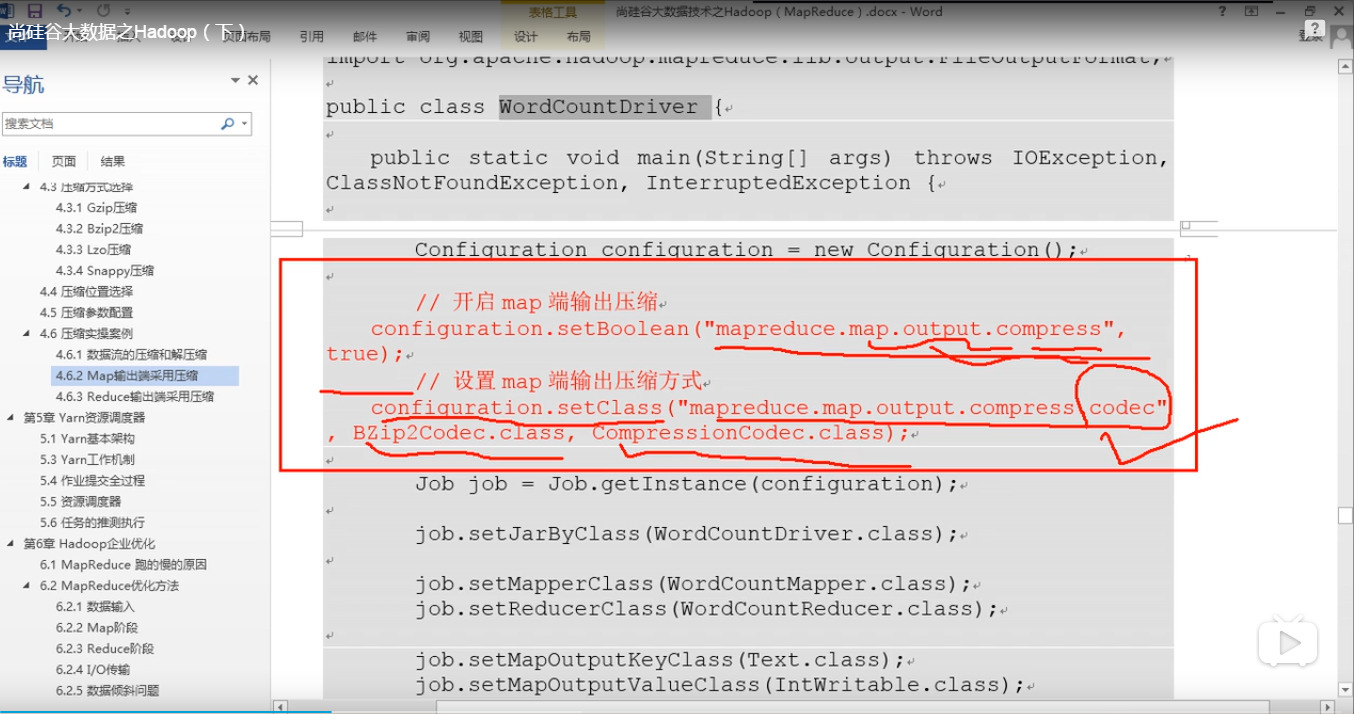 表格工具
尚硅谷大数据技术之Hadoop（MapReduce）.docx - Word
尚硅谷大数据之Hadoop（下）
页面布局
引用
邮件
审阅
视图
设计
布局
登录
导航
搜索文档
标题
页面
结果
4.3 压缩方式选择
4.3.1 Gzip压缩
4.3.2 Bzip2压缩
4.3.3 Lzo压缩
4.3.4 Snappy压缩
4.4 压缩位置选择
4.5 压缩参数配置
4.6 压缩实操案例
4.6.1 数据流的压缩和解压缩
4.6.2 Map输出端采用压缩
4.6.3 Reduce输出端采用压缩
第5章 Yarn资源调度器
5.1 Yarn基本架构
5.3 Yarn工作机制
5.4 作业提交全过程
5.5 资源调度器
5.6 任务的推测执行
第6章 Hadoop企业优化
6.1 MapReduce 跑的慢的原因
6.2 MapReduce优化方法
6.2.1 数据输入
6.2.2 Map阶段
6.2.3 Reduce阶段
6.2.4 I/O传输
6.2.5 数据倾斜问题
import org.apache.hadoop.mapreduce.lib.output.FileOutputFormat;
public class WordCountDriver {
public static void main(String[] args) throws IOException,
ClassNotFoundException, InterruptedException {
Configuration configuration = new Configuration();
// 开启 map 端输出压缩
configuration.setBoolean("mapreduce.map.output.compress",
true);
// 设置 map 端输出压缩方式
configuration.setClass("mapreduce.map.output.compress.codec"
, BZip2Codec.class, CompressionCodec.class);
Job job = Job.getInstance(configuration);
job.setJarByClass(WordCountDriver.class);
job.setMapperClass(WordCountMapper.class);
job.setReducerClass(WordCountReducer.class);
job.setMapOutputKeyClass(Text.class);
job.setMapOutputValueClass(IntWritable.class);